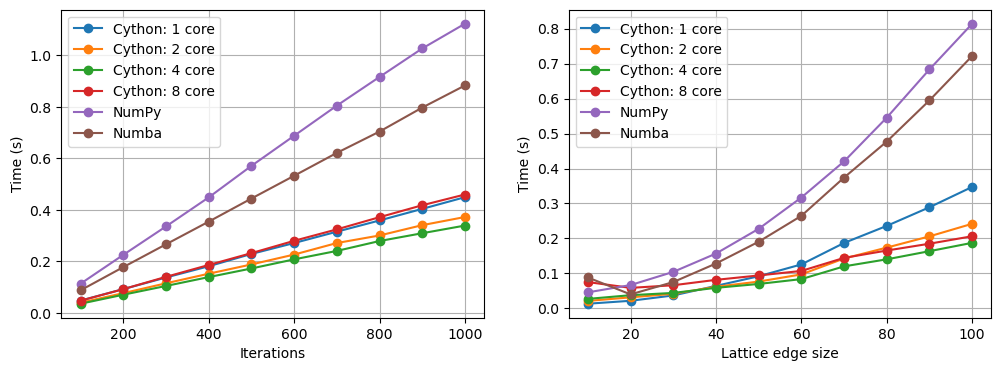 Cython: 1 core
Cython: 2 core
Cython: 4 core
Cython: 8 core
NumPy
Numba
Time (s)
1.0
0.8
0.6
0.4
0.2
0.0
200
400
600
800
1000
Iterations
Cython: 1 core
Cython: 2 core
Cython: 4 core
Cython: 8 core
NumPy
Numba
Time (s)
0.8
0.7
0.6
0.5
0.4
0.3
0.2
0.1
0.0
20
40
60
80
100
Lattice edge size